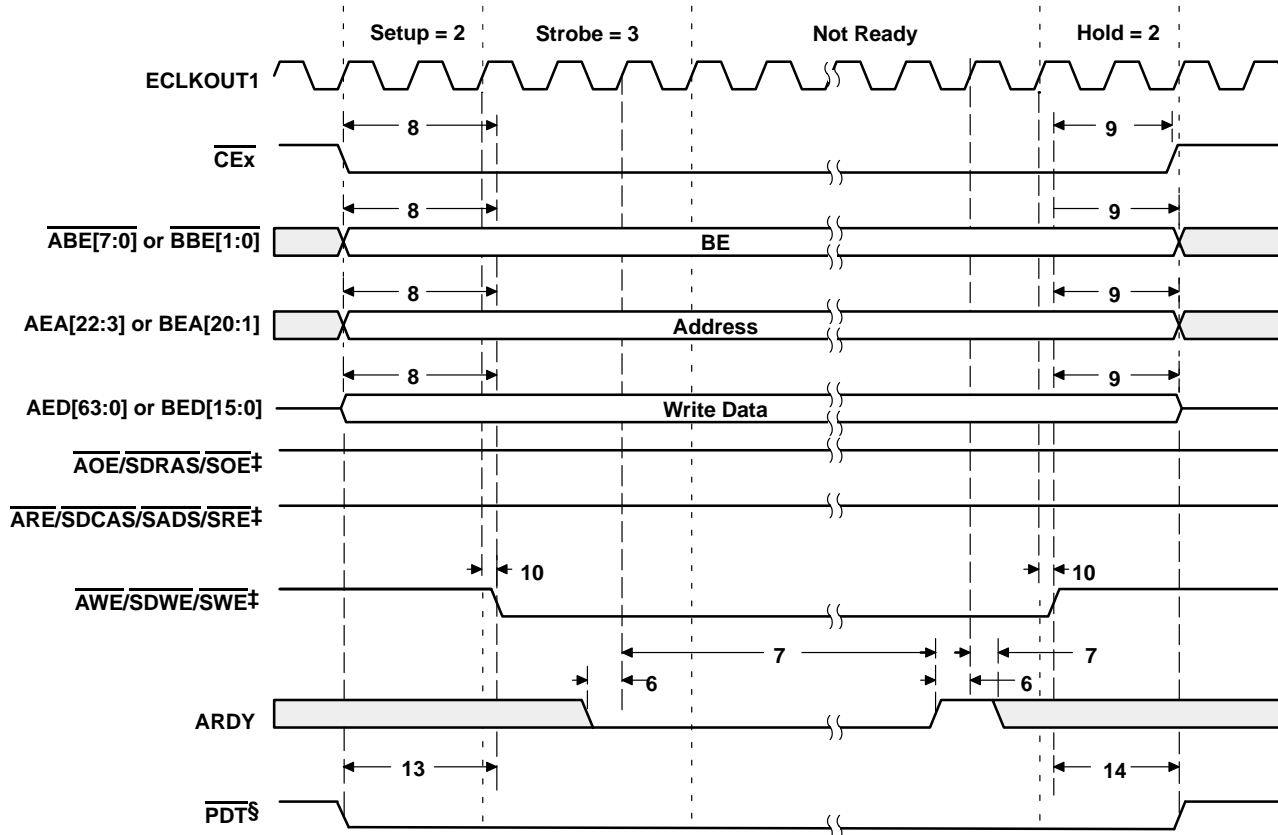 Setup = 2 Strobe = 3 Not Ready Hold = 2
ECLKOUT1
8 9
CEx
8 9
ABE[7:0] or BBE[1:0] BE
8 9
AEA[22:3] or BEA[20:1] Address
8 9
AED[63:0] or BED[15:0] Write Data
AOE/SDRAS/SOE‡
ARE/SDCAS/SADS/SRE‡
10 10
AWE/SDWE/SWE‡
7 7
6 6
ARDY
13 14
PDT§